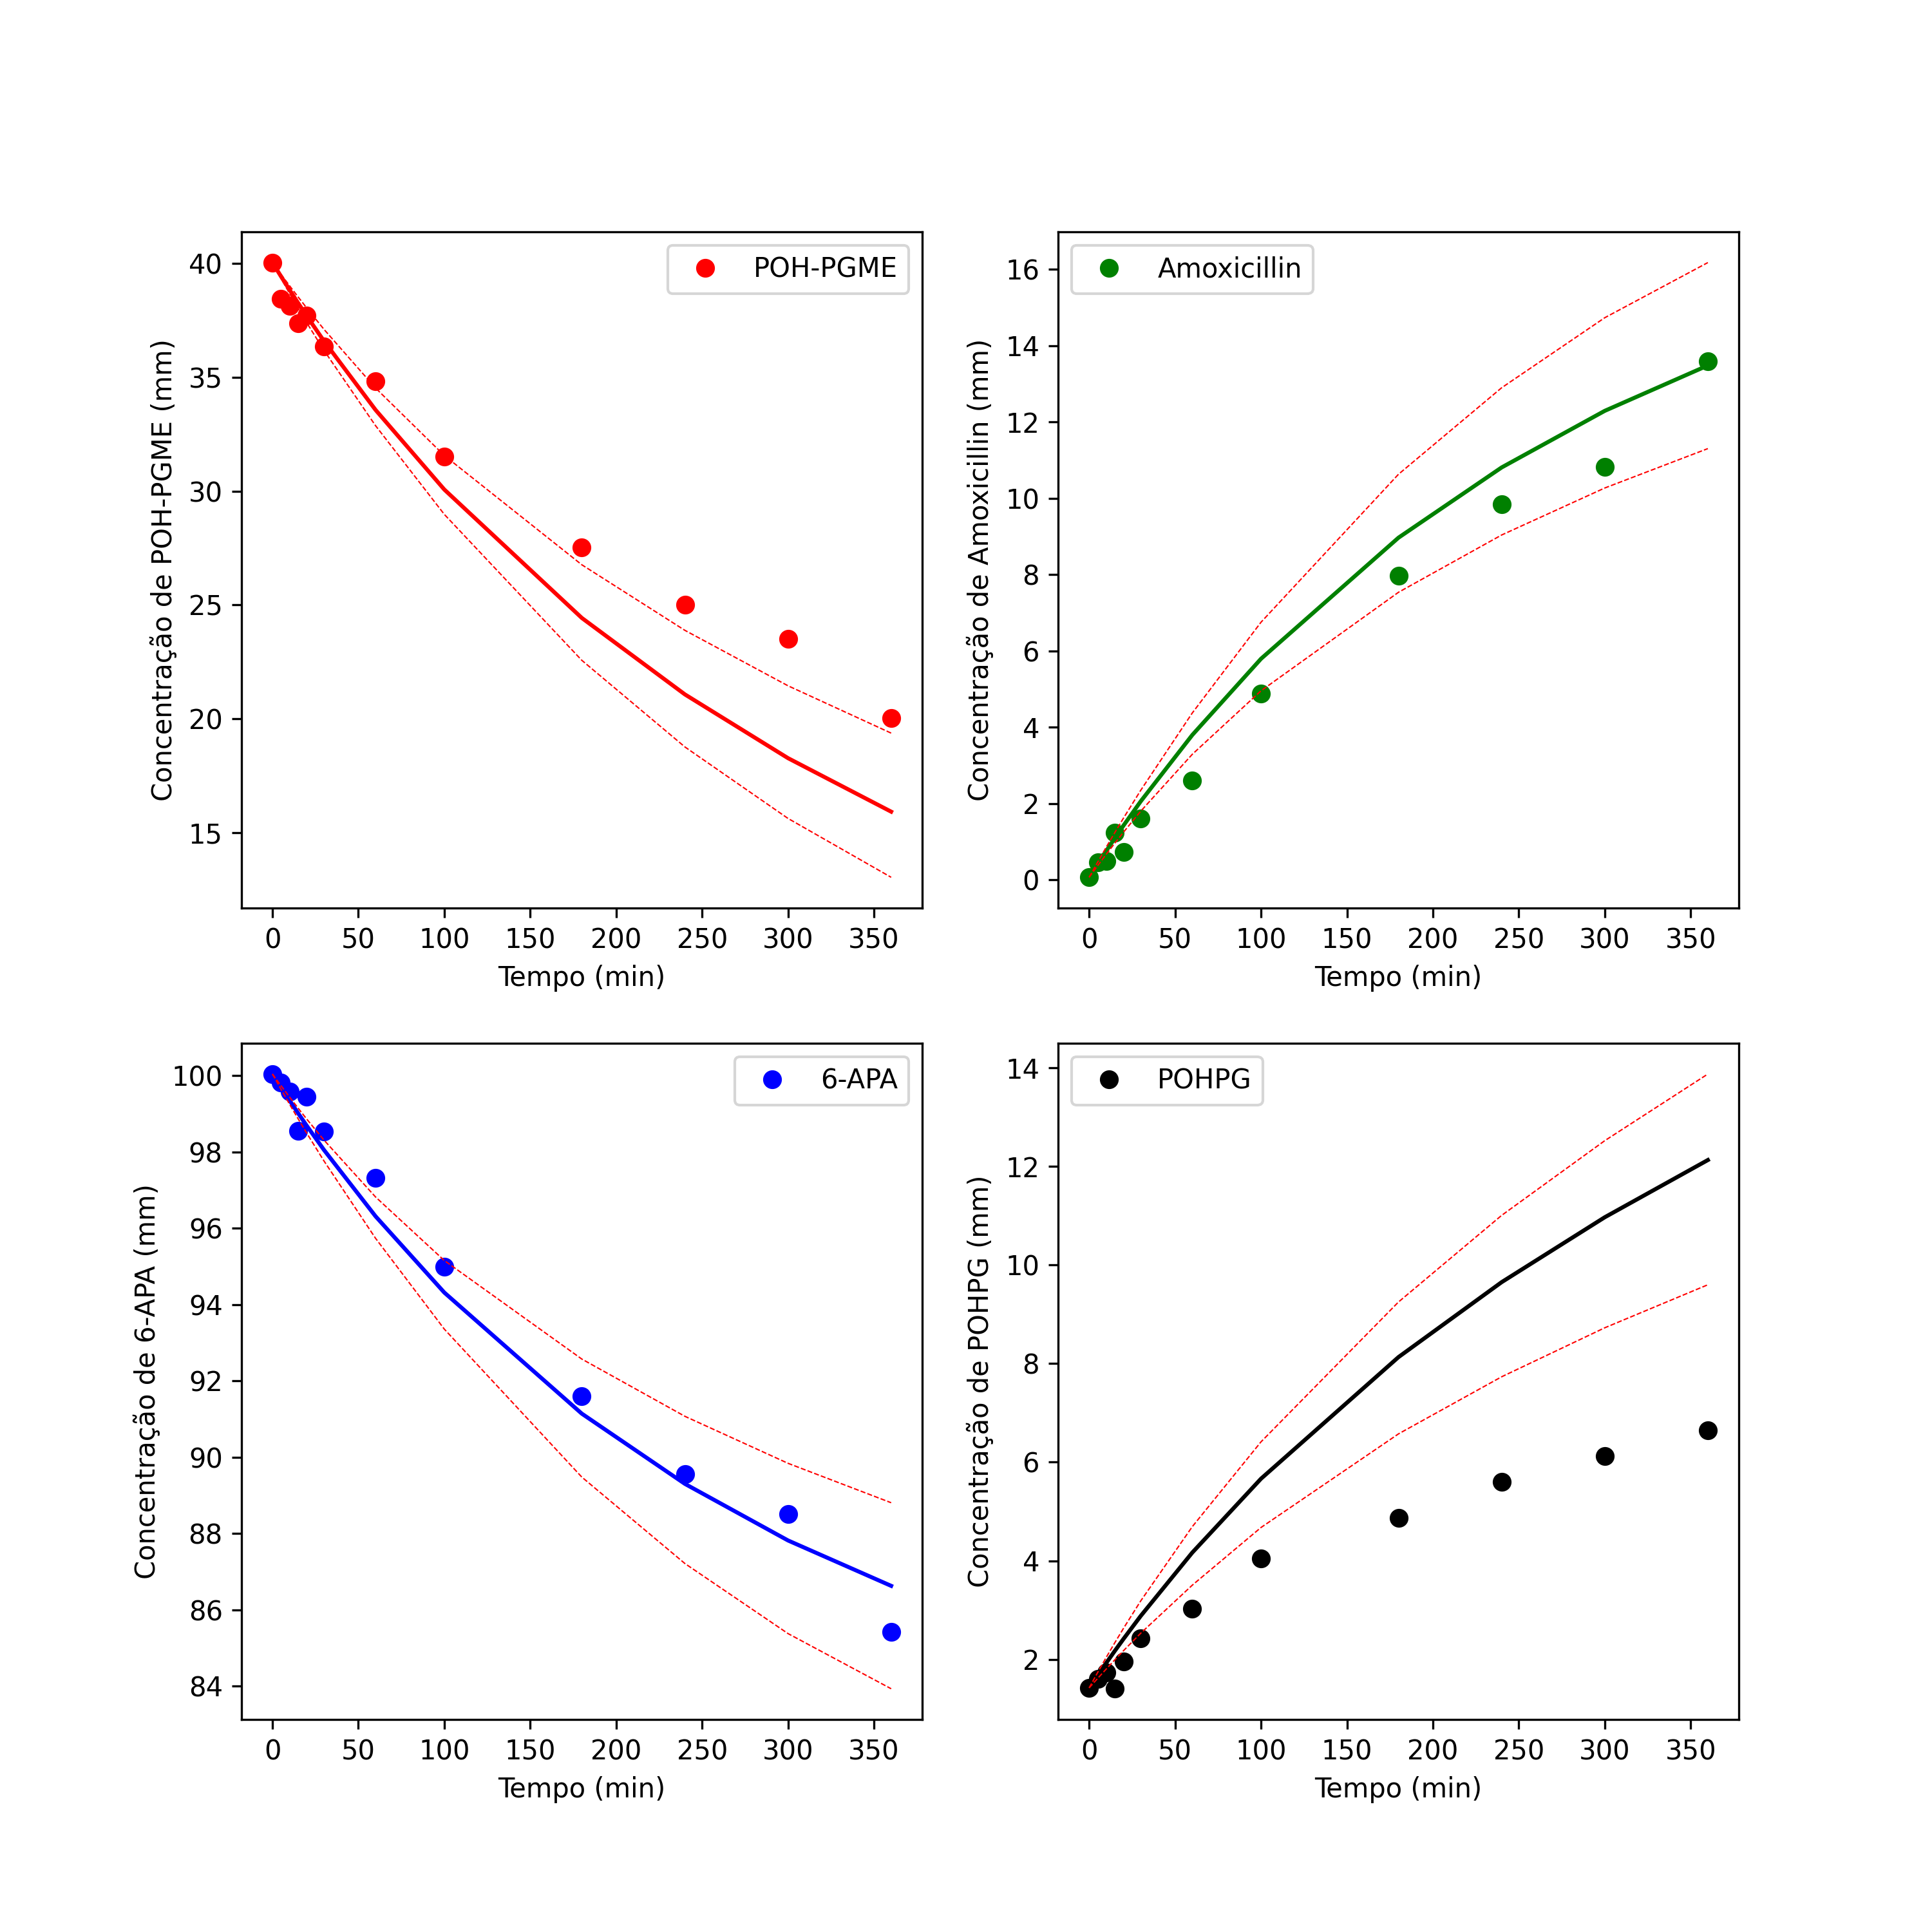 POH-PGME
40
35
30
25
20
15
Concentração de POH-PGME (mm)
0 50 100 150 200 250 300 350
Tempo (min)
Amoxicillin
16
14
12
10
8
6
4
2
0
Concentração de Amoxicillin (mm)
0 50 100 150 200 250 300 350
Tempo (min)
6-APA
100
98
96
94
92
90
88
86
84
Concentração de 6-APA (mm)
0 50 100 150 200 250 300 350
Tempo (min)
POHPG
14
12
10
8
6
4
2
Concentração de POHPG (mm)
0 50 100 150 200 250 300 350
Tempo (min)